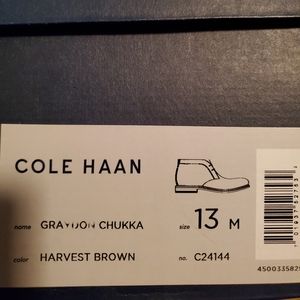 COLE HAAN
name GRAYDON CHUKKA size 13 M
color HARVEST BROWN no. C24144